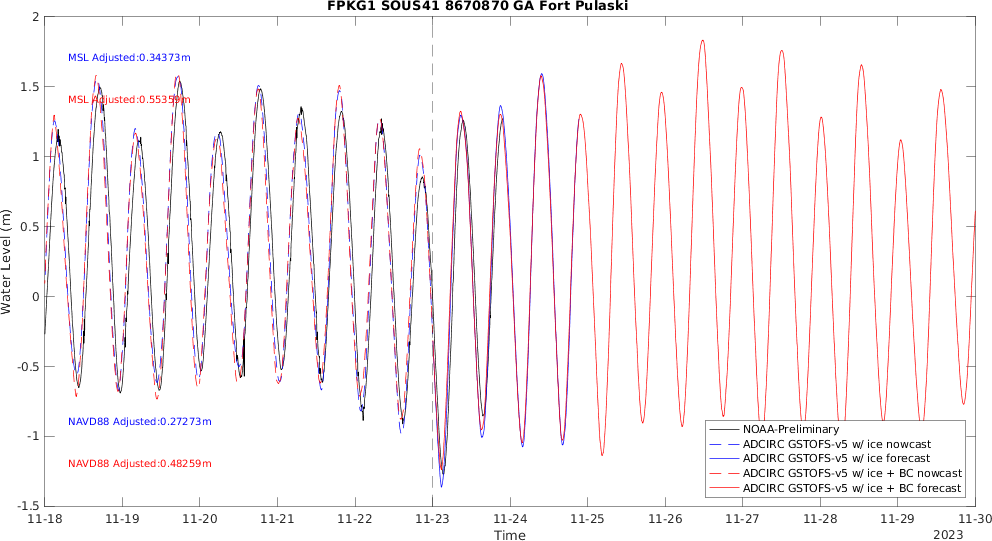 FPKG1 SOUS41 8670870 GA Fort Pulaski
Water Level (m)
2
1.5
1
0.5
0
-0.5
-1
-1.5
MSL Adjusted:0.34373m
MSL Adjusted:0.55359m
NAVD88 Adjusted:0.27273m
NAVD88 Adjusted:0.48259m
NOAA-Preliminary
ADCIRC GSTOFS-v5 w/ ice nowcast
ADCIRC GSTOFS-v5 w/ ice forecast
ADCIRC GSTOFS-v5 w/ ice + BC nowcast
ADCIRC GSTOFS-v5 w/ ice + BC forecast
11-18 11-19 11-20 11-21 11-22 11-23 11-24 11-25 11-26 11-27 11-28 11-29 11-30
Time
2023